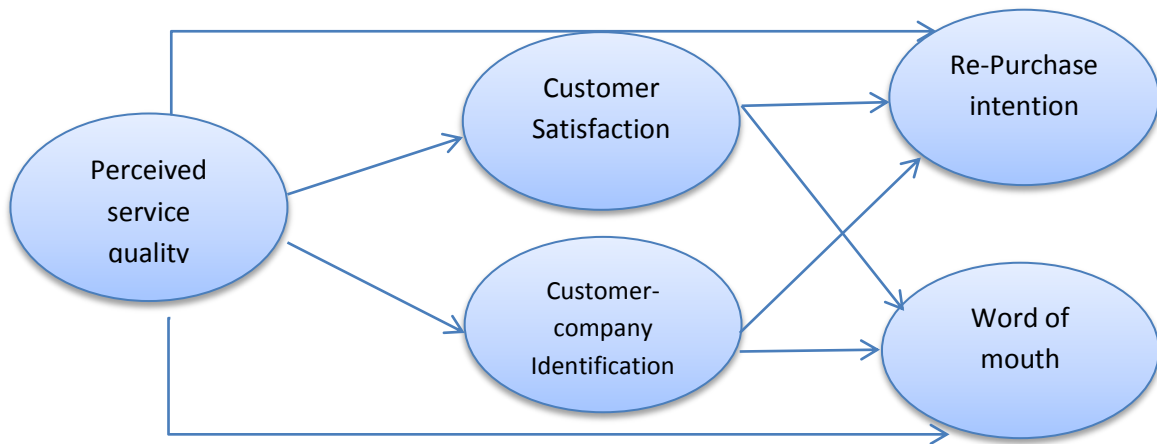 Perceived
service
quality
Customer
Satisfaction
Customer-
company
Identification
Re-Purchase
intention
Word of
mouth